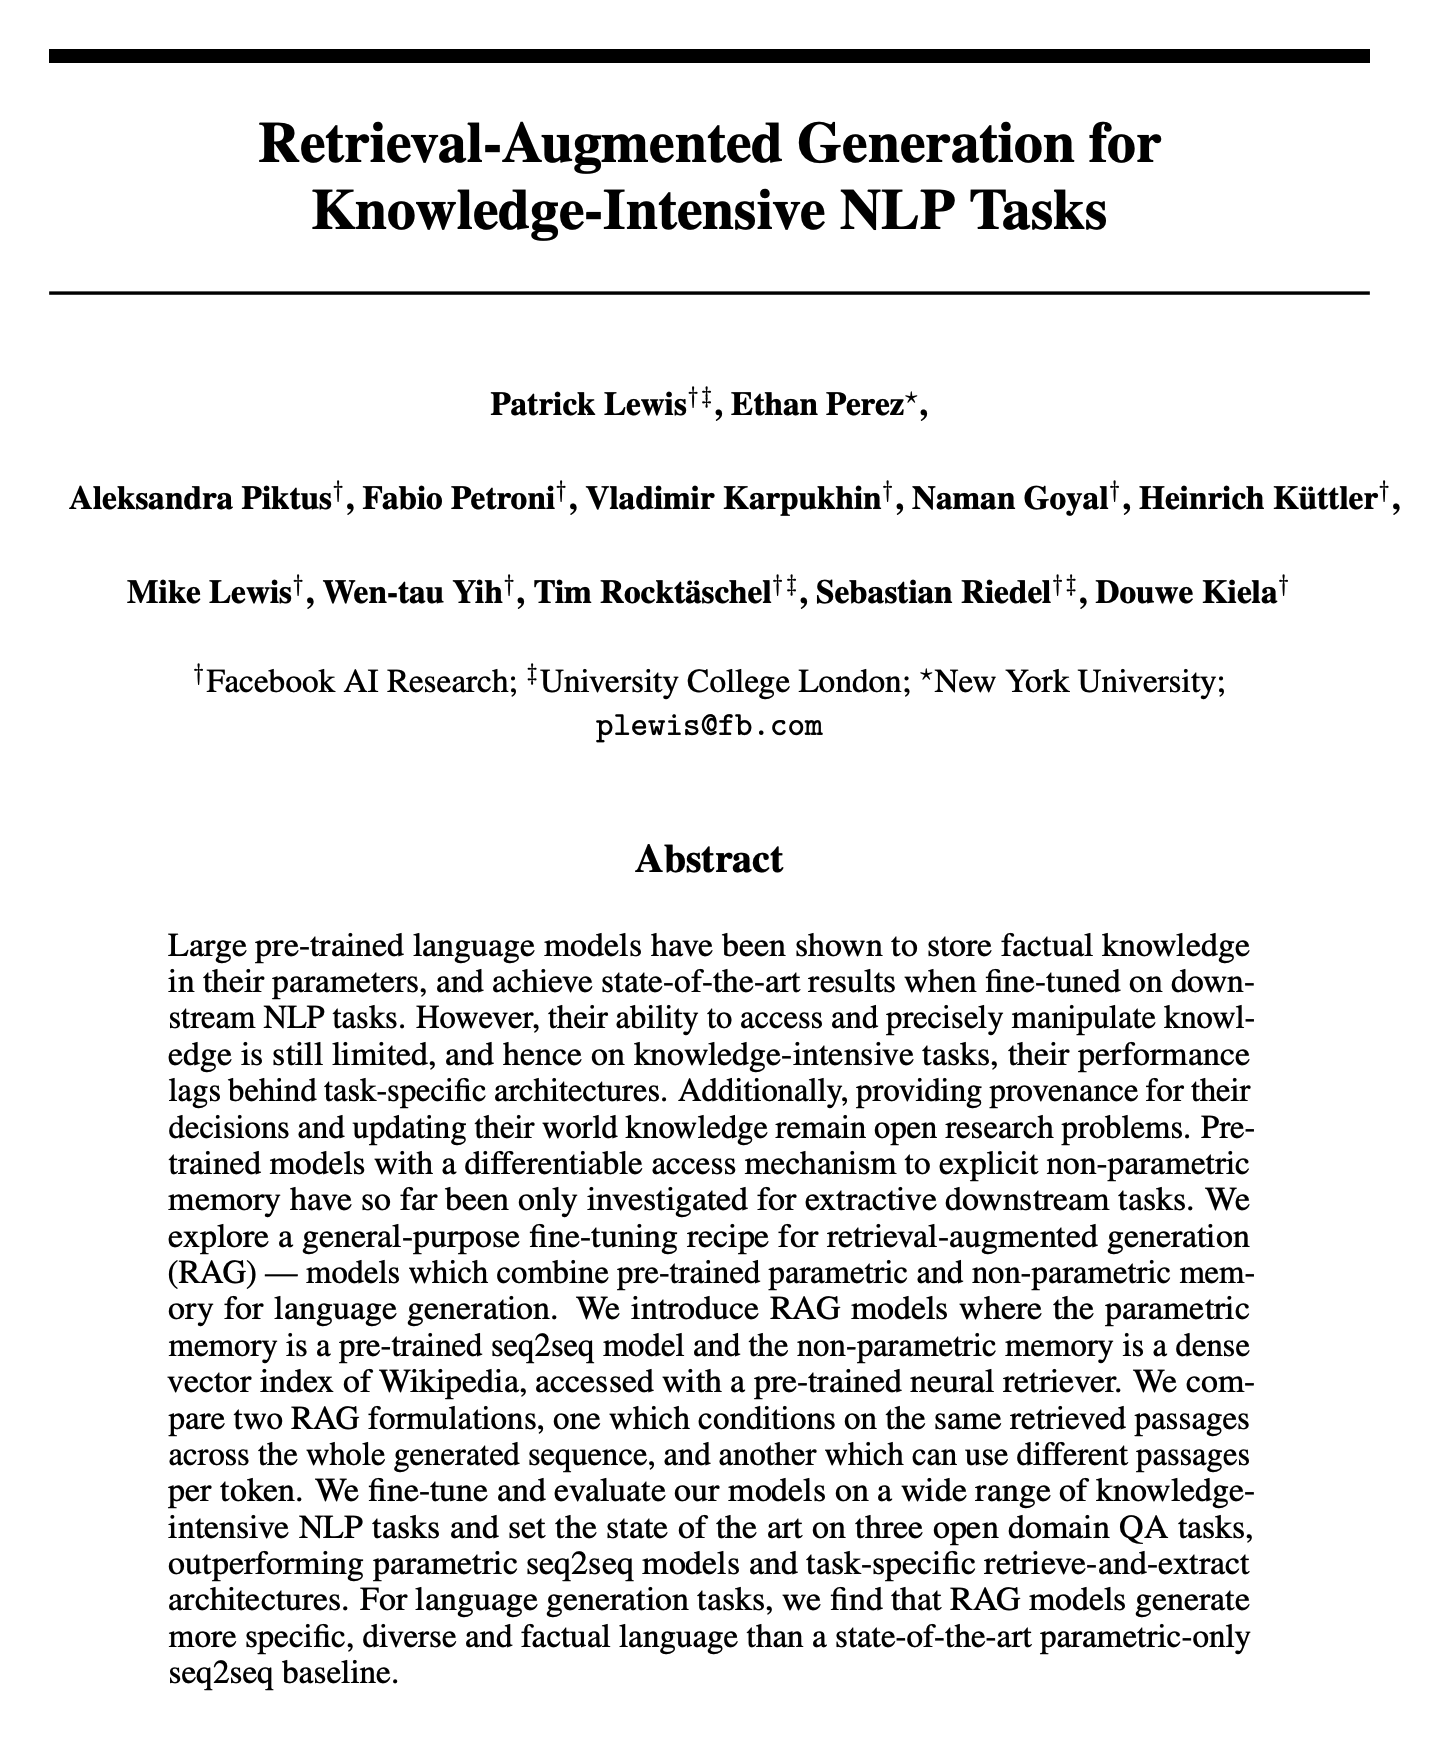 Retrieval-Augmented Generation for
Knowledge-Intensive NLP Tasks
Patrick Lewis†‡, Ethan Perez⋆,
Aleksandra Piktus†, Fabio Petroni†, Vladimir Karpukhin†, Naman Goyal†, Heinrich Küttler†,
Mike Lewis†, Wen-tau Yih†, Tim Rocktäschel†‡, Sebastian Riedel†‡, Douwe Kiela†
†Facebook AI Research; ‡University College London; ⋆New York University;
plewis@fb.com
Abstract
Large pre-trained language models have been shown to store factual knowledge
in their parameters, and achieve state-of-the-art results when fine-tuned on down-
stream NLP tasks. However, their ability to access and precisely manipulate knowl-
edge is still limited, and hence on knowledge-intensive tasks, their performance
lags behind task-specific architectures. Additionally, providing provenance for their
decisions and updating their world knowledge remain open research problems. Pre-
trained models with a differentiable access mechanism to explicit non-parametric
memory have so far been only investigated for extractive downstream tasks. We
explore a general-purpose fine-tuning recipe for retrieval-augmented generation
(RAG) — models which combine pre-trained parametric and non-parametric mem-
ory for language generation. We introduce RAG models where the parametric
memory is a pre-trained seq2seq model and the non-parametric memory is a dense
vector index of Wikipedia, accessed with a pre-trained neural retriever. We com-
pare two RAG formulations, one which conditions on the same retrieved passages
across the whole generated sequence, and another which can use different passages
per token. We fine-tune and evaluate our models on a wide range of knowledge-
intensive NLP tasks and set the state of the art on three open domain QA tasks,
outperforming parametric seq2seq models and task-specific retrieve-and-extract
architectures. For language generation tasks, we find that RAG models generate
more specific, diverse and factual language than a state-of-the-art parametric-only
seq2seq baseline.